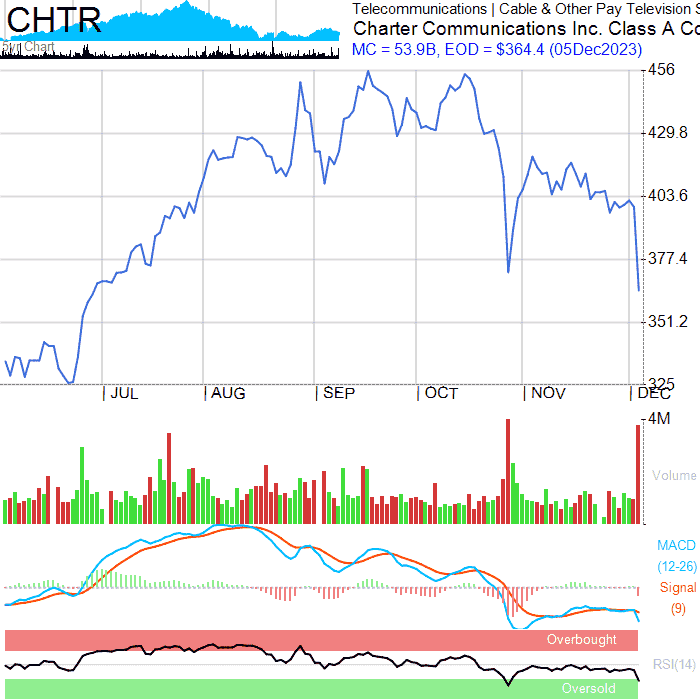 CHTR
5yr Chart
Telecommunications | Cable & Other Pay Television S
Charter Communications Inc. Class A Co
MC = 53.9B, EOD = $364.4 (05Dec2023)
456
429.8
403.6
377.4
351.2
325
JUL
AUG
SEP
OCT
NOV
DEC
4M
Volume
MACD
(12-26)
Signal
(9)
Overbought
RSI(14)
Oversold